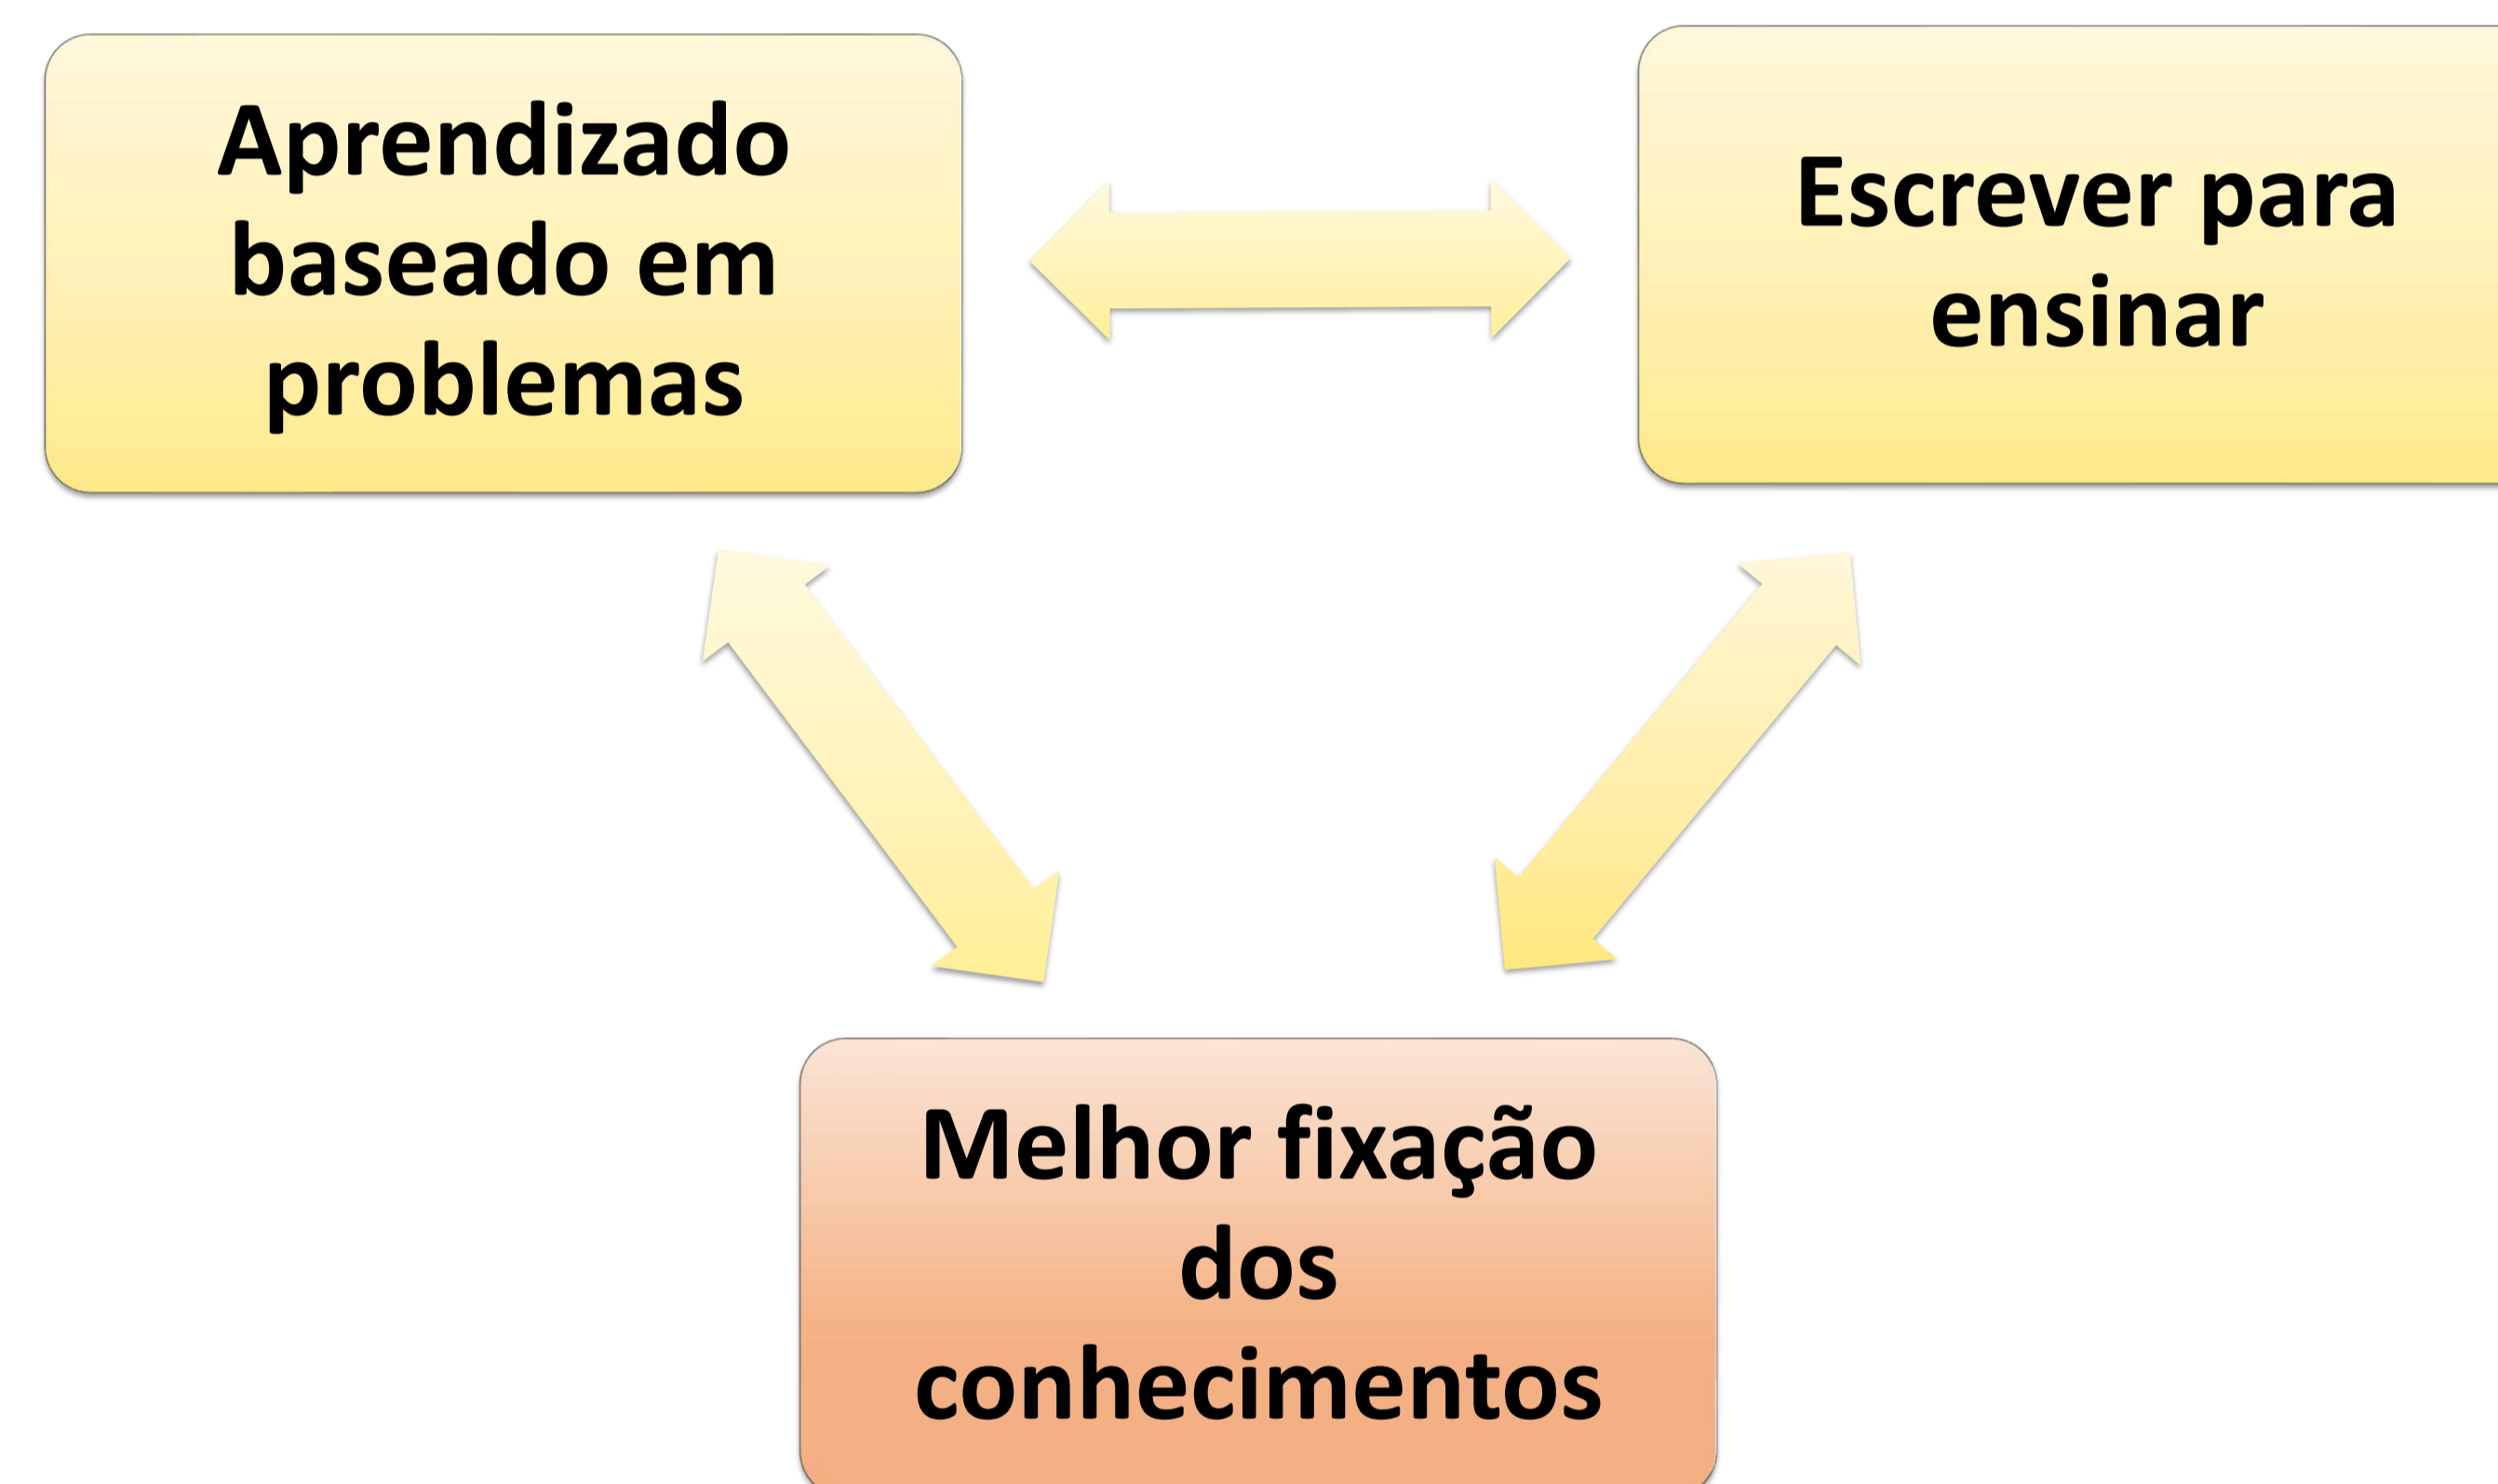 Aprendizado
baseado em
problemas
Escrever para
ensinar
Melhor fixação
dos
conhecimentos